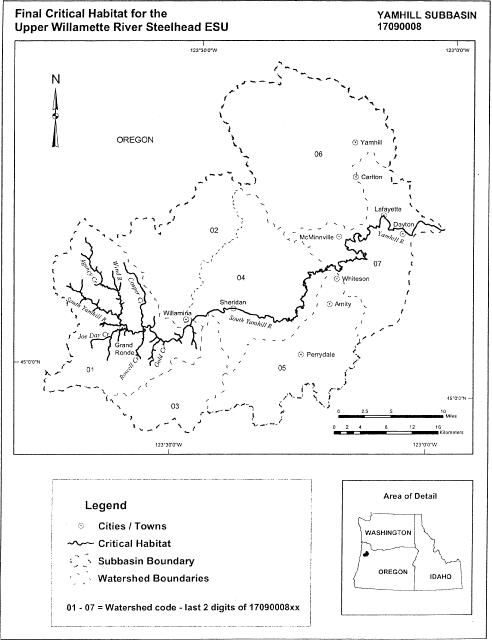 Final Critical Habitat for the
Upper Willamette River Steelhead ESU
YAMHILL SUBBASIN
17090008
123°30'0"W
123°0'0"W
N
OREGON
Yamhill
06
Carlton
Lafayette
Dayton
McMinnville
Yamhill R
02
07
04
Whiteson
Agency Cr
Wind R
Cosper Cr
Sheridan
Amity
South Yamhill R
Willamina
South Yamhill R
Joe Day Cr
Grand
Ronde
Rowell Cr
Gold Cr
Perrydale
45°0'0"N
01
05
45°0'0"N
03
0 2.5 5 10
Miles
0 2 4 8 12 16
Kilometers
123°30'0"W
123°0'0"W
Legend
Cities / Towns
Critical Habitat
Subbasin Boundary
Watershed Boundaries
01 - 07 = Watershed code - last 2 digits of 17090008xx
Area of Detail
WASHINGTON
OREGON
IDAHO